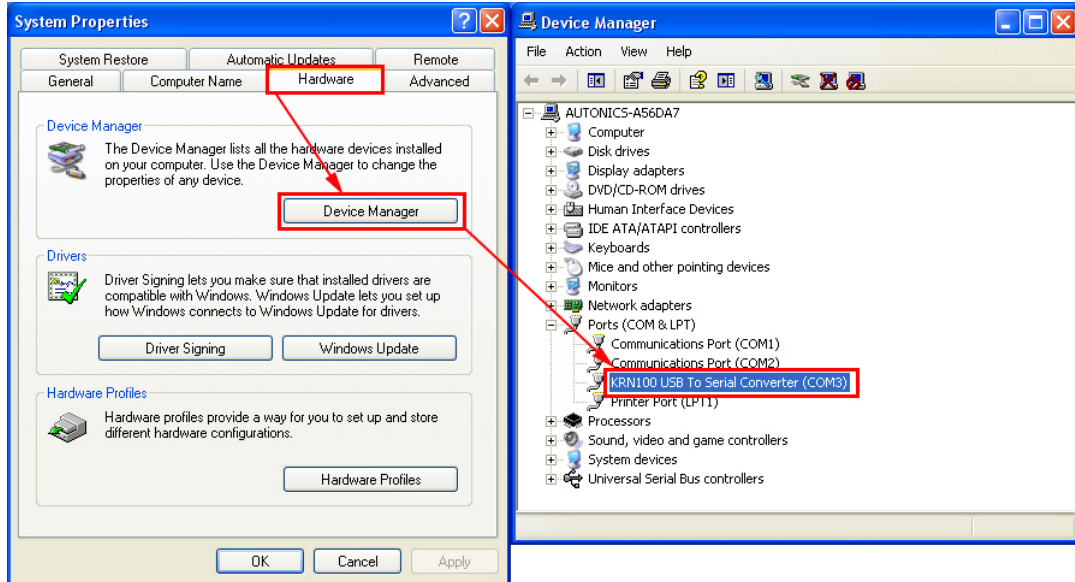 System Properties
System Restore
Automatic Updates
Remote
General
Computer Name
Hardware
Advanced
Device Manager
The Device Manager lists all the hardware devices installed
on your computer. Use the Device Manager to change the
properties of any device.
Device Manager
Drivers
Driver Signing lets you make sure that installed drivers are
compatible with Windows. Windows Update lets you set up
how Windows connects to Windows Update for drivers.
Driver Signing
Windows Update
Hardware Profiles
Hardware profiles provide a way for you to set up and store
different hardware configurations.
Hardware Profiles
OK
Cancel
Apply
Device Manager
File
Action
View
Help
AUTONICS-A56DA7
Computer
Disk drives
Display adapters
DVD/CD-ROM drives
Human Interface Devices
IDE ATA/ATAPI controllers
Keyboards
Mice and other pointing devices
Monitors
Network adapters
Ports (COM & LPT)
Communications Port (COM1)
Communications Port (COM2)
KRN100 USB To Serial Converter (COM3)
Printer Port (LPT1)
Processors
Sound, video and game controllers
System devices
Universal Serial Bus controllers